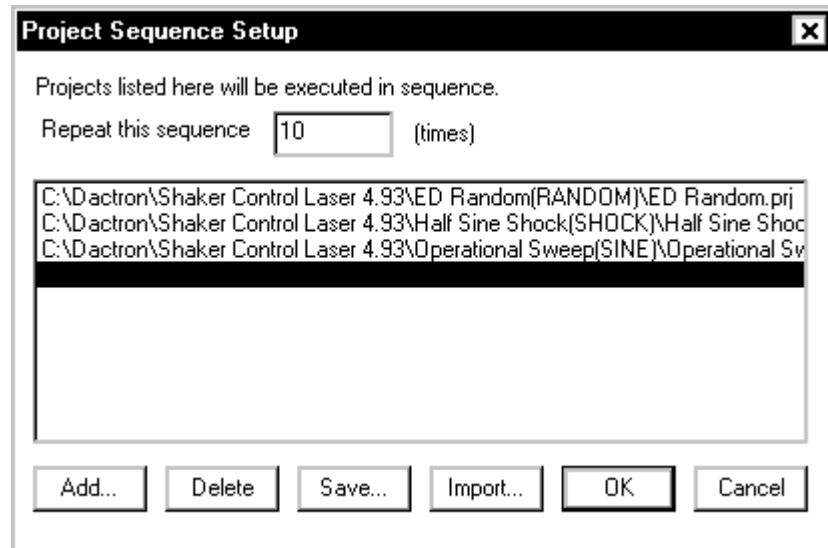 Project Sequence Setup
Projects listed here will be executed in sequence.
Repeat this sequence 10 (times)
C:\Dactron\Shaker Control Laser 4.93\ED Random(RANDOM)\ED Random.prj
C:\Dactron\Shaker Control Laser 4.93\Half Sine Shock(SHOCK)\Half Sine Shoc
C:\Dactron\Shaker Control Laser 4.93\Operational Sweep(SINE)\Operational Sw
Add... Delete Save... Import... OK Cancel